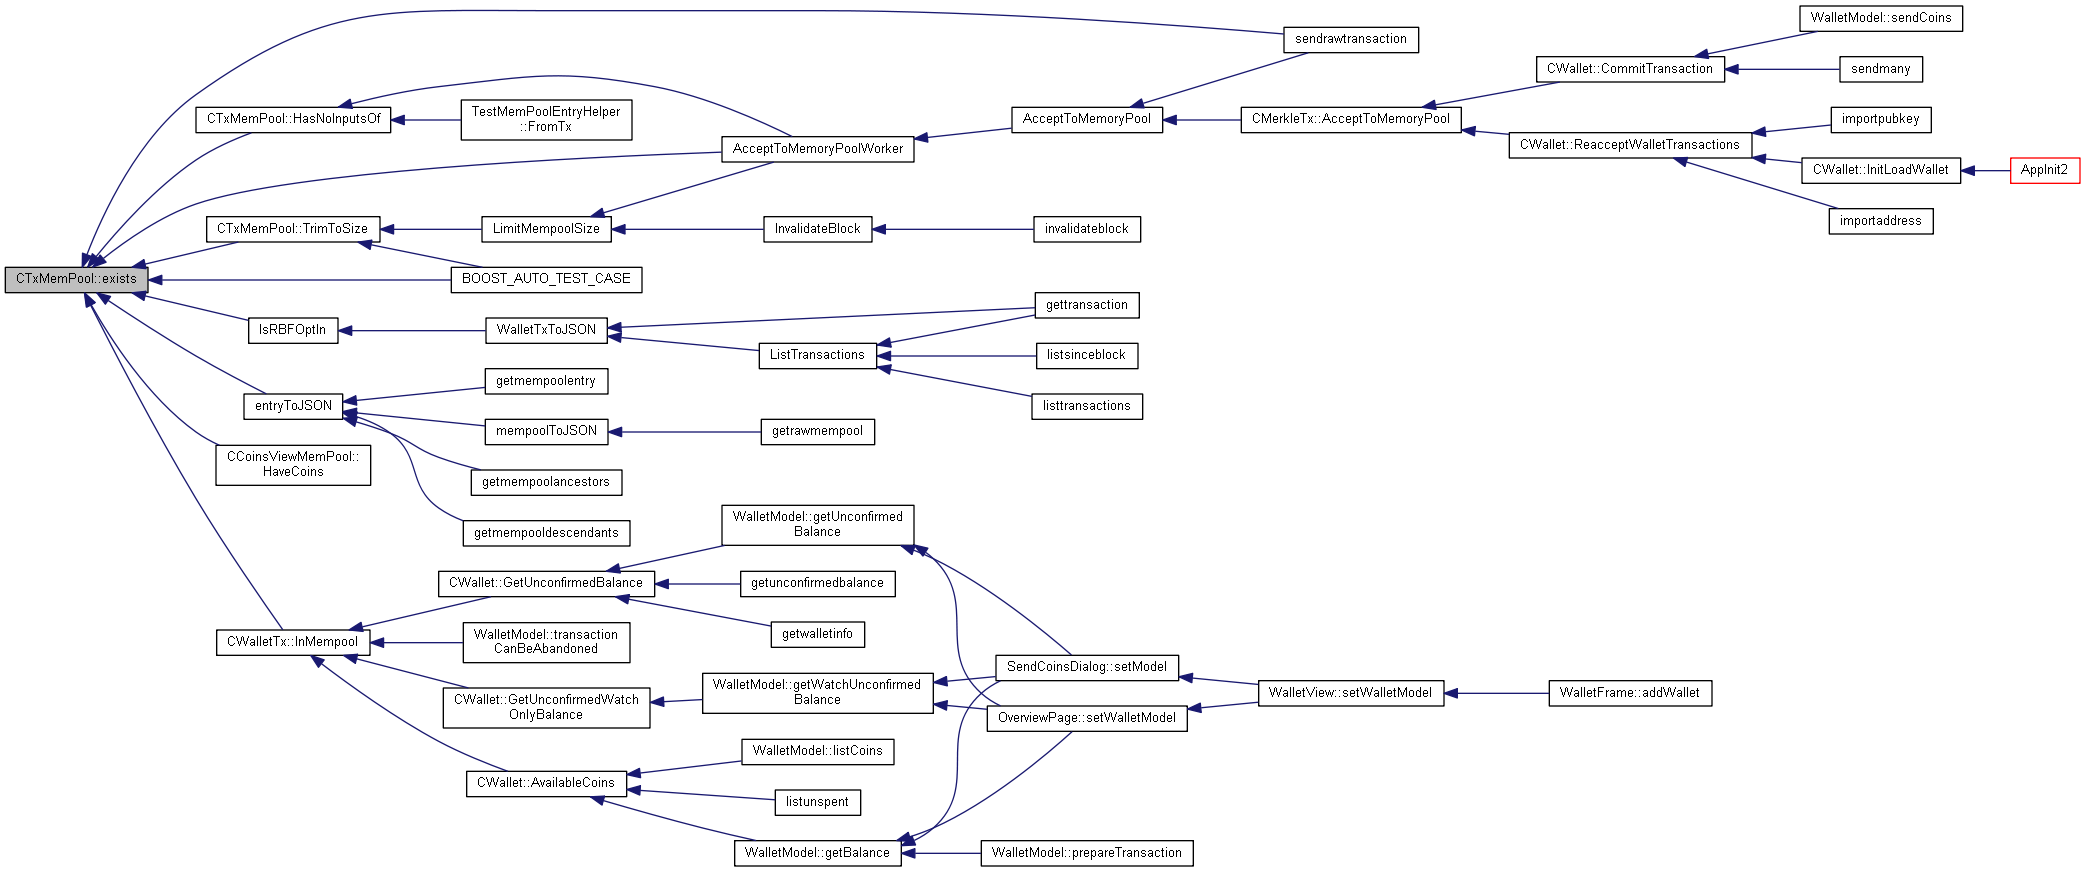 WalletModel::sendCoins
sendrawtransaction
CWallet::CommitTransaction
sendmany
CTxMemPool::HasNoInputsOf
TestMemPoolEntryHelper
::FromTx
AcceptToMemoryPool
CMerkleTx::AcceptToMemoryPool
importpubkey
AcceptToMemoryPoolWorker
CWallet::ReacceptWalletTransactions
CWallet::InitLoadWallet
AppInit2
CTxMemPool::TrimToSize
LimitMempoolSize
InvalidateBlock
invalidateblock
importaddress
CTxMemPool::exists
BOOST_AUTO_TEST_CASE
gettransaction
IsRBFOptIn
WalletTxToJSON
ListTransactions
listsinceblock
getmempoolentry
entryToJSON
listtransactions
mempoolToJSON
getrawmempool
CCoinsViewMemPool::
HaveCoins
getmempoolancestors
getmempooldescendants
WalletModel::getUnconfirmed
Balance
CWallet::GetUnconfirmedBalance
getunconfirmedbalance
getwalletinfo
CWalletTx::InMempool
WalletModel::transaction
CanBeAbandoned
SendCoinsDialog::setModel
CWallet::GetUnconfirmedWatch
OnlyBalance
WalletModel::getWatchUnconfirmed
Balance
WalletView::setWalletModel
WalletFrame::addWallet
OverviewPage::setWalletModel
WalletModel::listCoins
CWallet::AvailableCoins
listunspent
WalletModel::getBalance
WalletModel::prepareTransaction